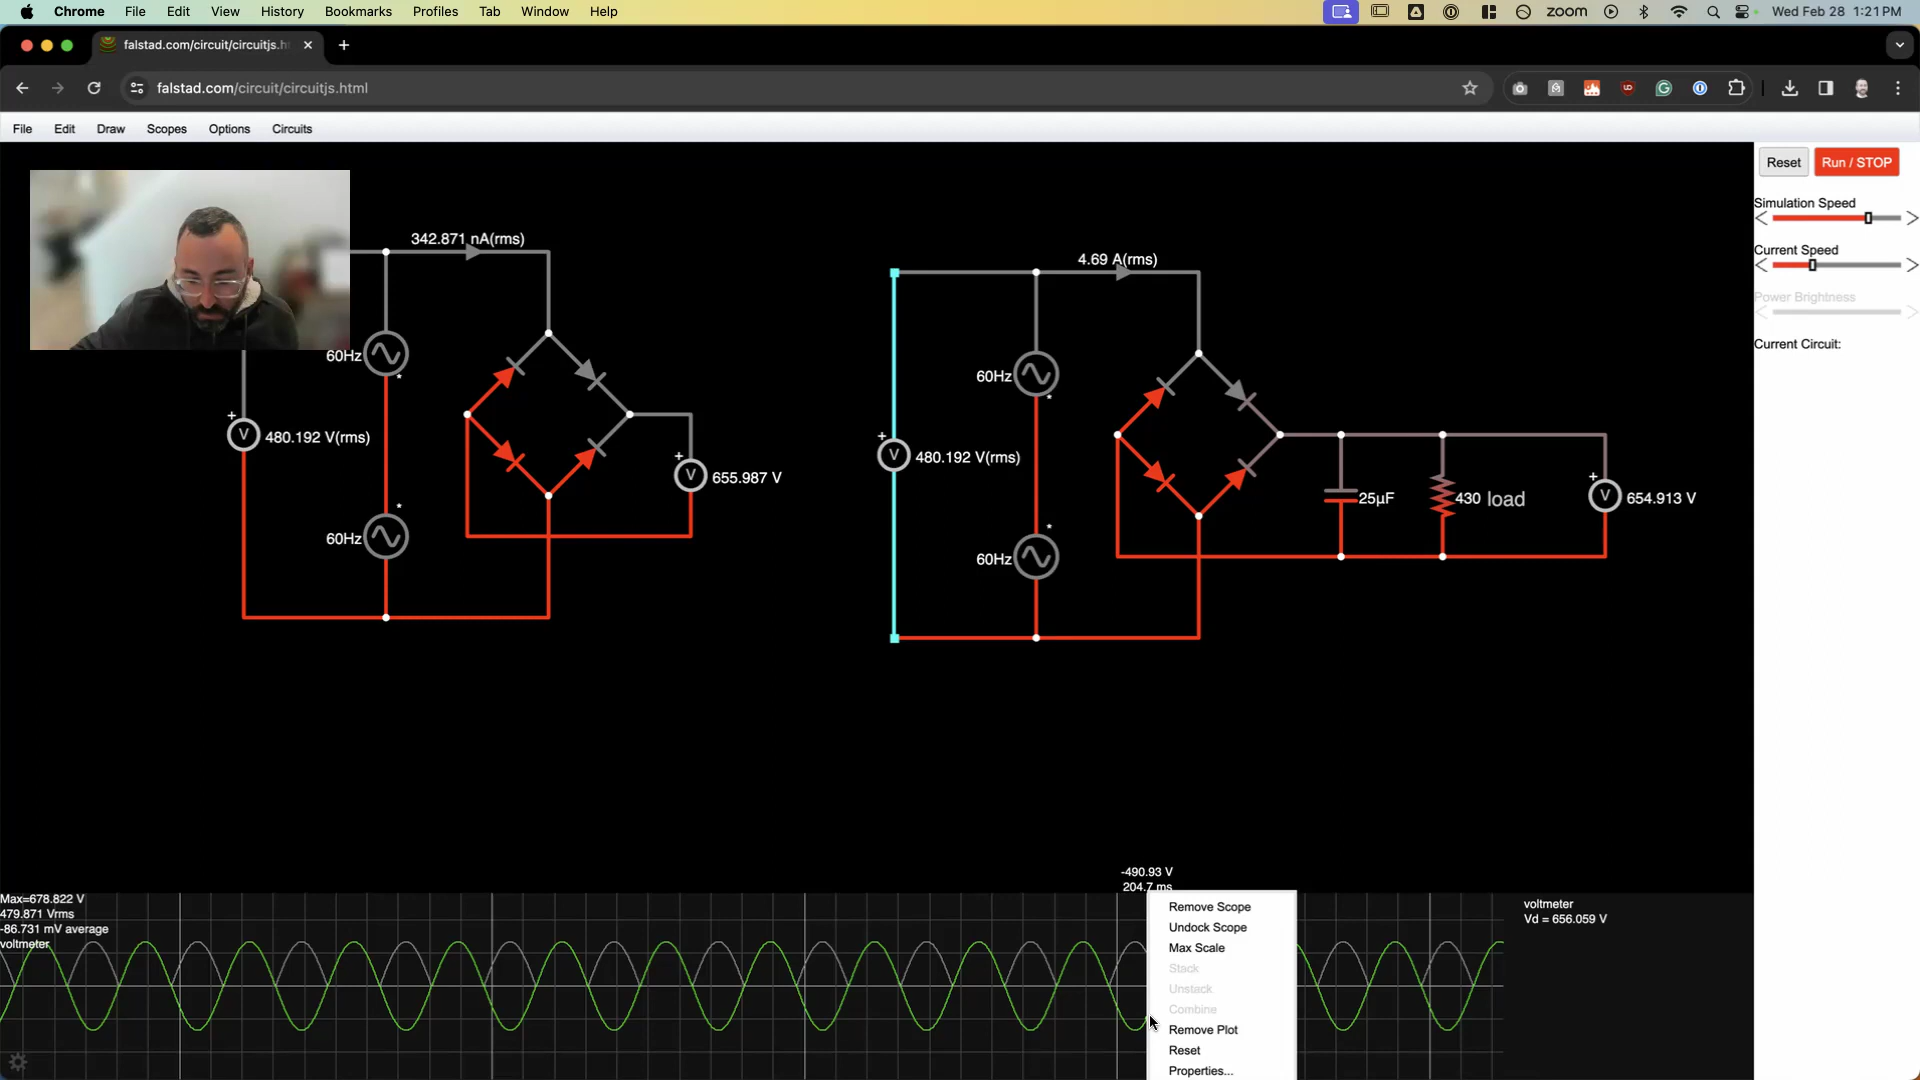 Chrome File Edit View History Bookmarks Profiles Tab Window Help zoom Wed Feb 28 1:21 PM
falstad.com/circuit/circuitjs.h
falstad.com/circuit/circuitjs.html
File Edit Draw Scopes Options Circuits
Reset Run / STOP
Simulation Speed
Current Speed
Power Brightness
Current Circuit:
342.871 nA(rms)
60Hz
+
V 480.192 V(rms)
+
V 655.987 V
60Hz
4.69 A(rms)
60Hz
+
V 480.192 V(rms)
+
25μF 430 load V 654.913 V
60Hz
-490.93 V
204.7 ms
Max=678.822 V
479.871 Vrms
-86.731 mV average
voltmeter
voltmeter
Vd = 656.059 V
Remove Scope
Undock Scope
Max Scale
Stack
Unstack
Combine
Remove Plot
Reset
Properties...